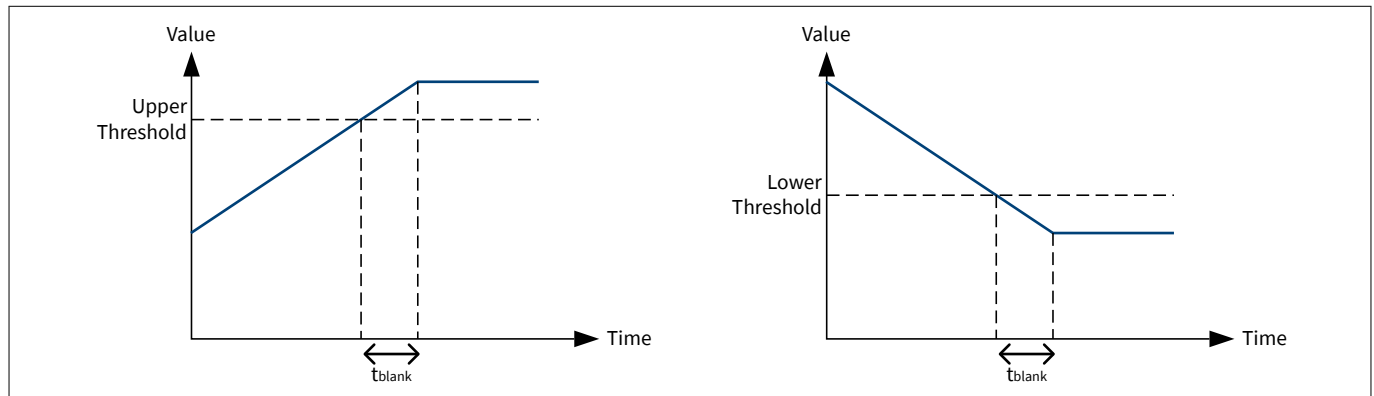 Value
Upper
Threshold
Time
tblank
Value
Lower
Threshold
Time
tblank